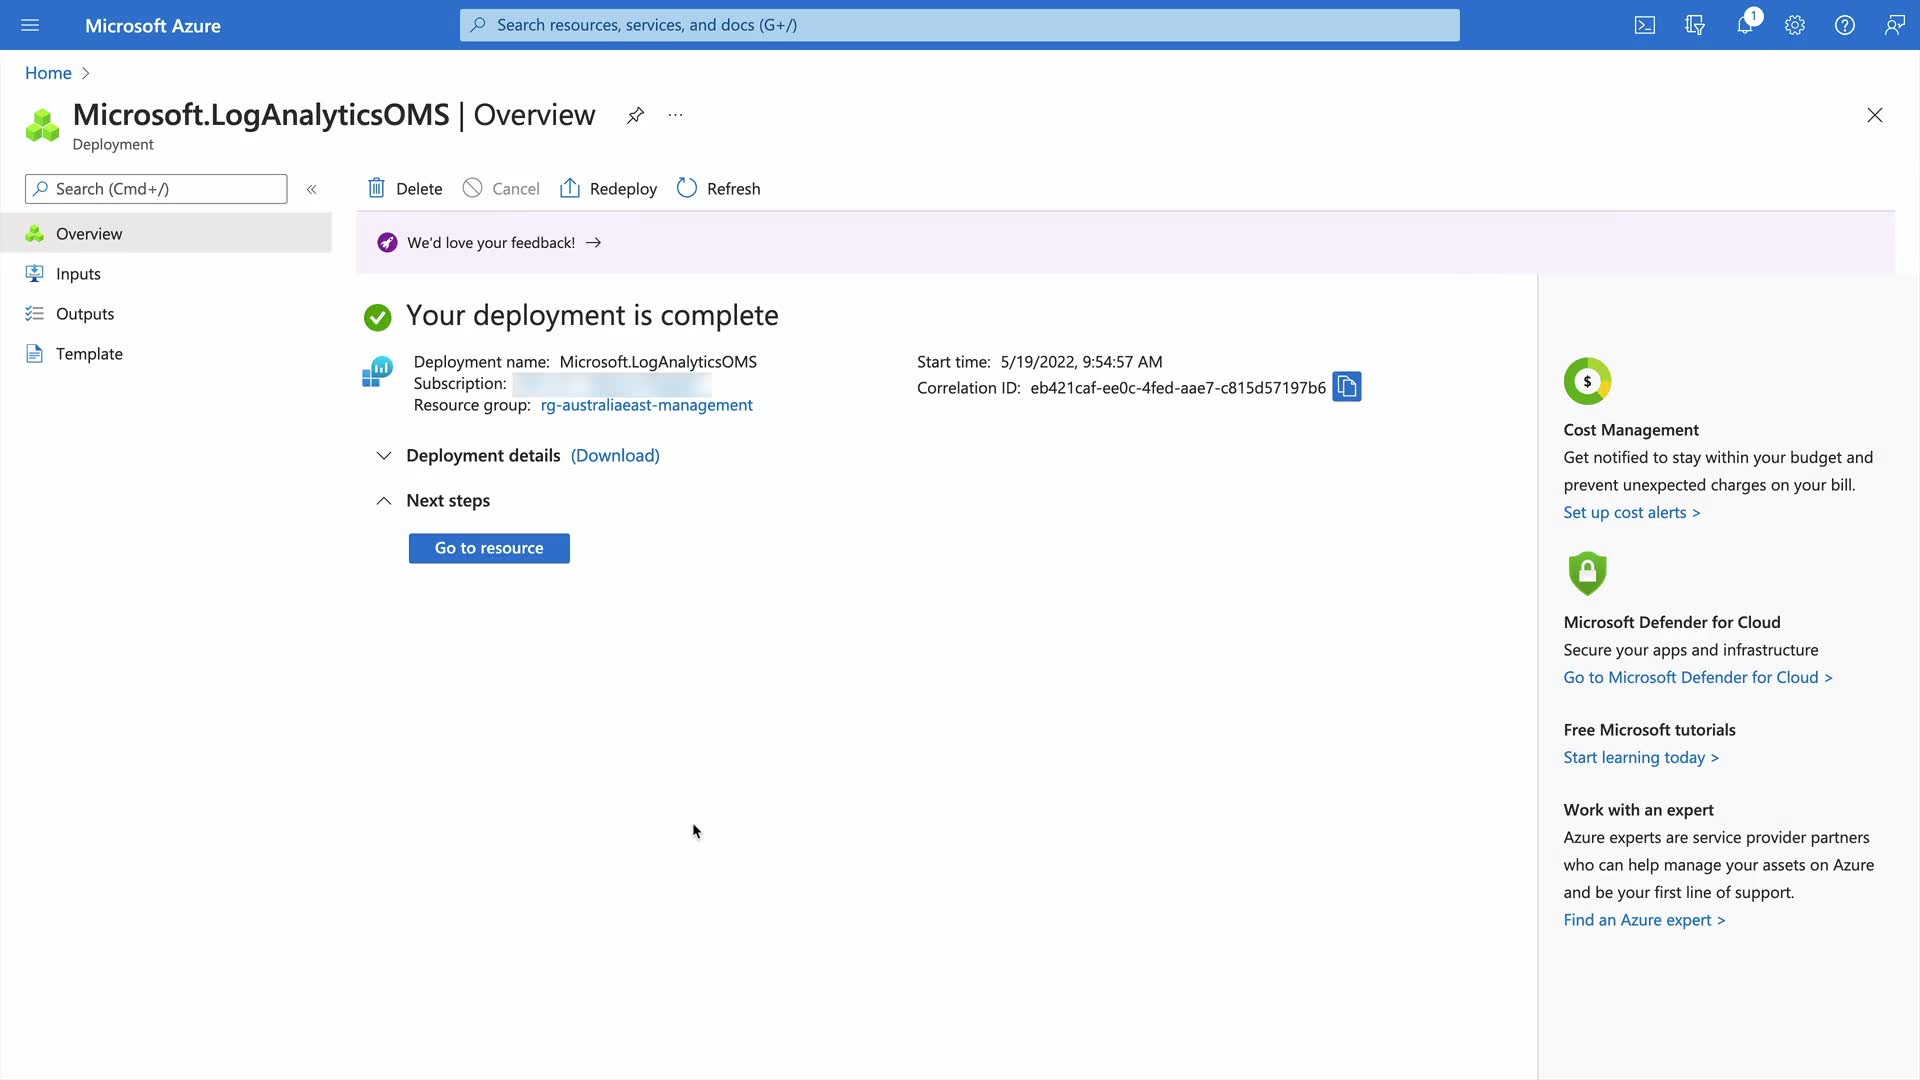 Microsoft Azure
Search resources, services, and docs (G+/)
1
Home
Microsoft.LogAnalyticsOMS | Overview
Deployment
Search (Cmd+/)
Overview
Inputs
Outputs
Template
Delete
Cancel
Redeploy
Refresh
We'd love your feedback! →
Your deployment is complete
Deployment name: Microsoft.LogAnalyticsOMS
Subscription:
Resource group: rg-australiaeast-management
Start time: 5/19/2022, 9:54:57 AM
Correlation ID: eb421caf-ee0c-4fed-aae7-c815d57197b6
Deployment details (Download)
Next steps
Go to resource
$
Cost Management
Get notified to stay within your budget and
prevent unexpected charges on your bill.
Set up cost alerts >
Microsoft Defender for Cloud
Secure your apps and infrastructure
Go to Microsoft Defender for Cloud >
Free Microsoft tutorials
Start learning today >
Work with an expert
Azure experts are service provider partners
who can help manage your assets on Azure
and be your first line of support.
Find an Azure expert >